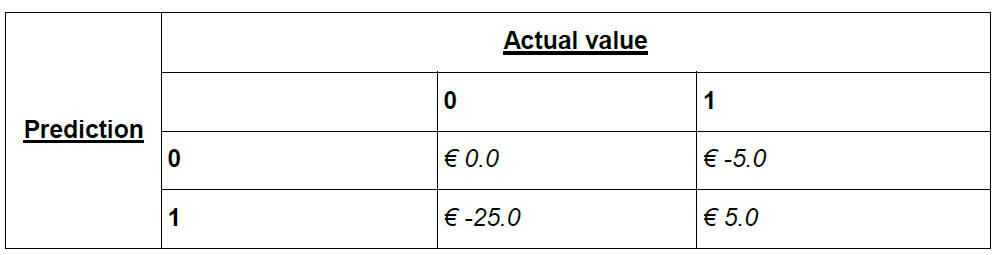 Actual value
0 1
Prediction
0 € 0.0 € -5.0
1 € -25.0 € 5.0